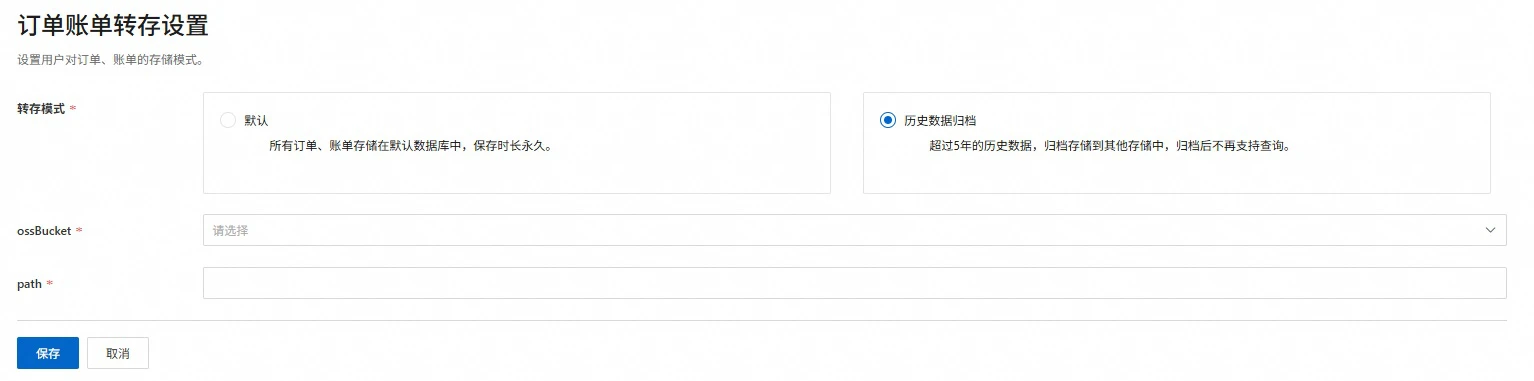 订单账单转存设置
设置用户对订单、账单的存储模式。
转存模式 *
默认
所有订单、账单存储在默认数据库中，保存时长永久。
历史数据归档
超过5年的历史数据，归档存储到其他存储中，归档后不再支持查询。
ossBucket *
请选择
path *
保存 取消